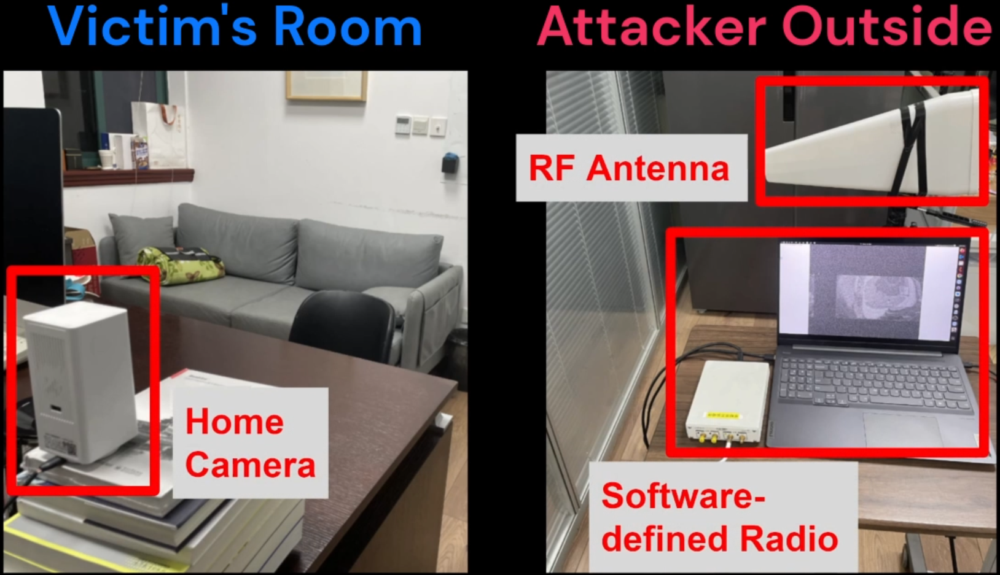 Victim's Room
Attacker Outside
RF Antenna
Home
Camera
Software-
defined Radio